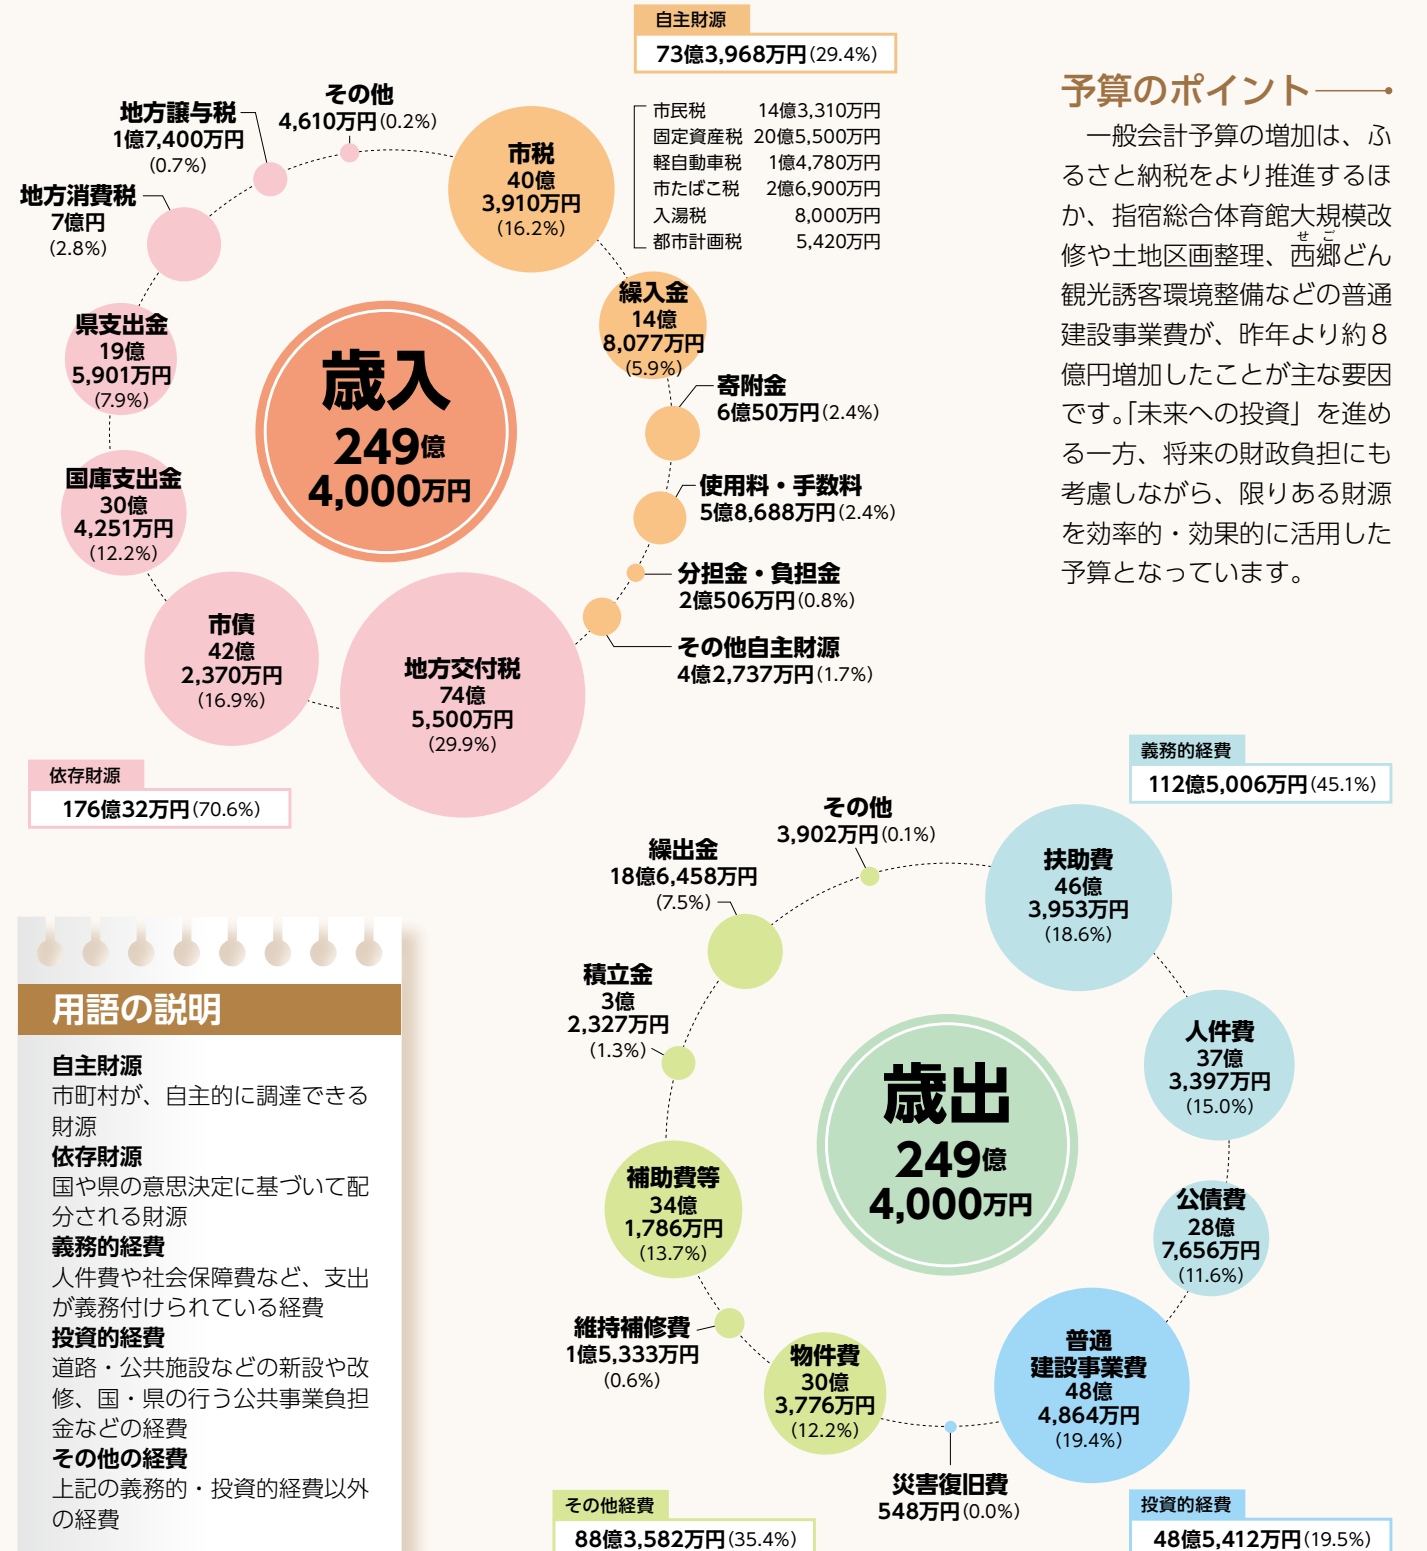 自主財源
73億3,968万円(29.4%)
市民税 14億3,310万円
固定資産税 20億5,500万円
軽自動車税 1億4,780万円
市たばこ税 2億6,900万円
入湯税 8,000万円
都市計画税 5,420万円
その他
4,610万円(0.2%)
地方譲与税
1億7,400万円
(0.7%)
地方消費税
7億円
(2.8%)
県支出金
19億
5,901万円
(7.9%)
国庫支出金
30億
4,251万円
(12.2%)
市債
42億
2,370万円
(16.9%)
地方交付税
74億
5,500万円
(29.9%)
市税
40億
3,910万円
(16.2%)
繰入金
14億
8,077万円
(5.9%)
寄附金
6億50万円(2.4%)
使用料・手数料
5億8,688万円(2.4%)
分担金・負担金
2億506万円(0.8%)
その他自主財源
4億2,737万円(1.7%)
歳入
249億
4,000万円
依存財源
176億32万円(70.6%)
予算のポイント
一般会計予算の増加は、ふ
るさと納税をより推進するほ
か、指宿総合体育館大規模改
せご
修や土地区画整理、西郷どん
観光誘客環境整備などの普通
建設事業費が、昨年より約８
億円増加したことが主な要因
です。「未来への投資」を進め
る一方、将来の財政負担にも
考慮しながら、限りある財源
を効率的・効果的に活用した
予算となっています。
義務的経費
112億5,006万円(45.1%)
その他
3,902万円(0.1%)
繰出金
18億6,458万円
(7.5%)
積立金
3億
2,327万円
(1.3%)
補助費等
34億
1,786万円
(13.7%)
維持補修費
1億5,333万円
(0.6%)
物件費
30億
3,776万円
(12.2%)
災害復旧費
548万円(0.0%)
普通
建設事業費
48億
4,864万円
(19.4%)
公債費
28億
7,656万円
(11.6%)
人件費
37億
3,397万円
(15.0%)
扶助費
46億
3,953万円
(18.6%)
歳出
249億
4,000万円
その他経費
88億3,582万円(35.4%)
投資的経費
48億5,412万円(19.5%)
用語の説明
自主財源
市町村が、自主的に調達できる
財源
依存財源
国や県の意思決定に基づいて配
分される財源
義務的経費
人件費や社会保障費など、支出
が義務付けられている経費
投資的経費
道路・公共施設などの新設や改
修、国・県の行う公共事業負担
金などの経費
その他の経費
上記の義務的・投資的経費以外
の経費